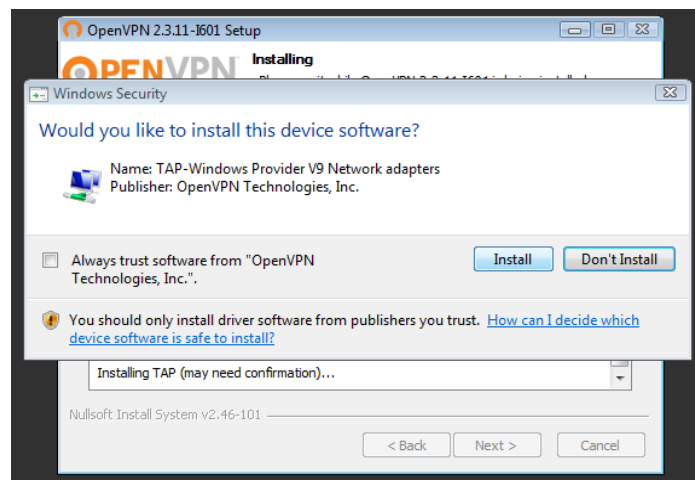 OpenVPN 2.3.11-I601 Setup
OPENVPN
Installing
Windows Security
Would you like to install this device software?
Name: TAP-Windows Provider V9 Network adapters
Publisher: OpenVPN Technologies, Inc.
Always trust software from "OpenVPN
Technologies, Inc.".
Install
Don't Install
You should only install driver software from publishers you trust. How can I decide which
device software is safe to install?
Installing TAP (may need confirmation)...
Nullsoft Install System v2.46-101
< Back
Next >
Cancel